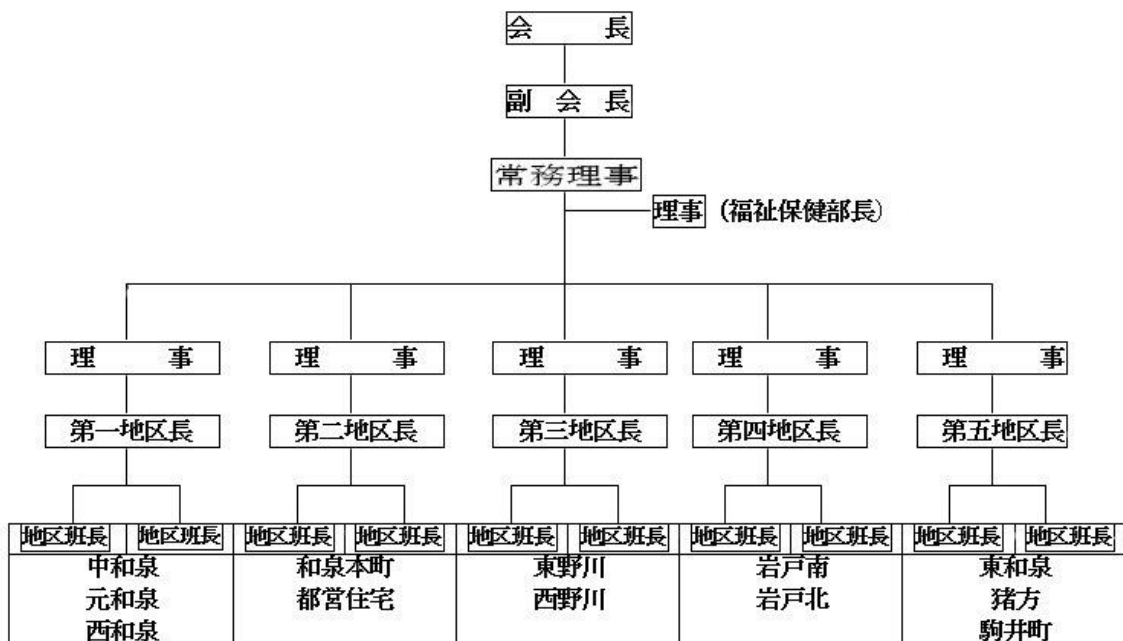 会長
副会長
常務理事
理事 (福祉保健部長)
理事 理事 理事 理事 理事
第一地区長 第二地区長 第三地区長 第四地区長 第五地区長
地区班長 地区班長 地区班長 地区班長 地区班長 地区班長 地区班長 地区班長 地区班長 地区班長
中和泉 和泉本町 東野川 岩戸南 東和泉
元和泉 都営住宅 西野川 岩戸北 猪方
西和泉 駒井町